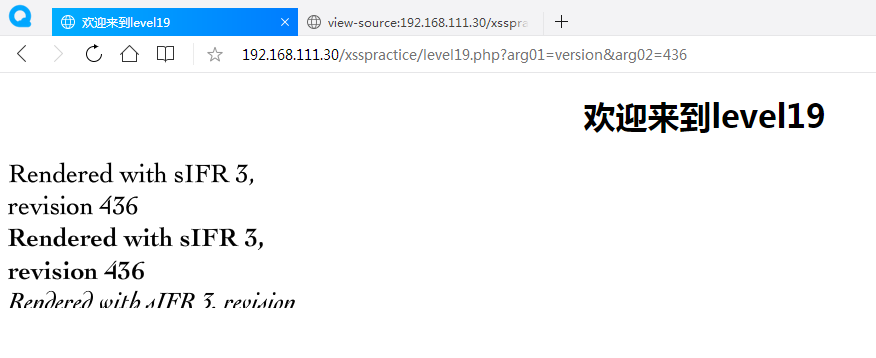 欢迎来到level19
view-source:192.168.111.30/xssprac
192.168.111.30/xsspractice/level19.php?arg01=version&arg02=436
欢迎来到level19
Rendered with sIFR 3,
revision 436
Rendered with sIFR 3,
revision 436
Rendered with sIFR 3, revision